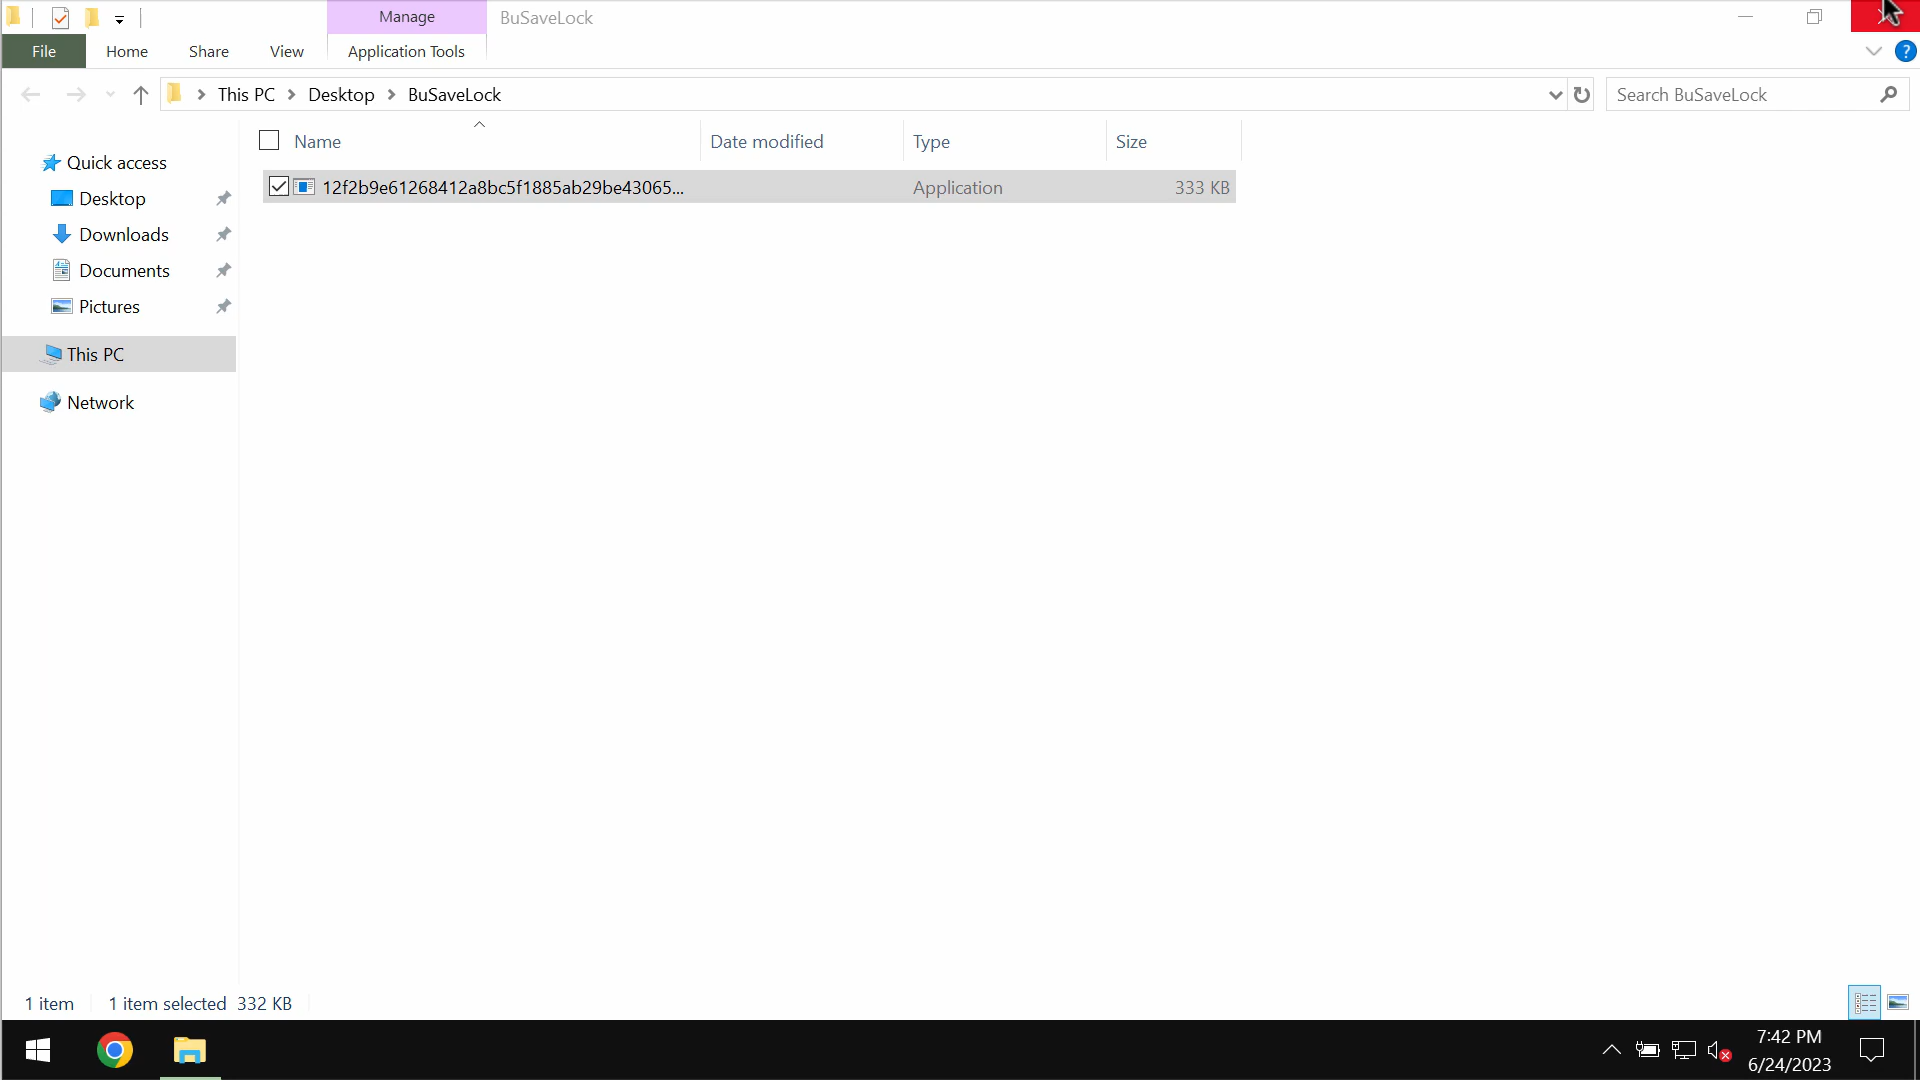 Manage
BuSaveLock
File
Home
Share
View
Application Tools
?
This PC
Desktop
BuSaveLock
Search BuSaveLock
Name
Date modified
Type
Size
Quick access
12f2b9e61268412a8bc5f1885ab29be43065...
Application
333 KB
Desktop
Downloads
Documents
Pictures
This PC
Network
1 item
1 item selected 332 KB
7:42 PM
6/24/2023